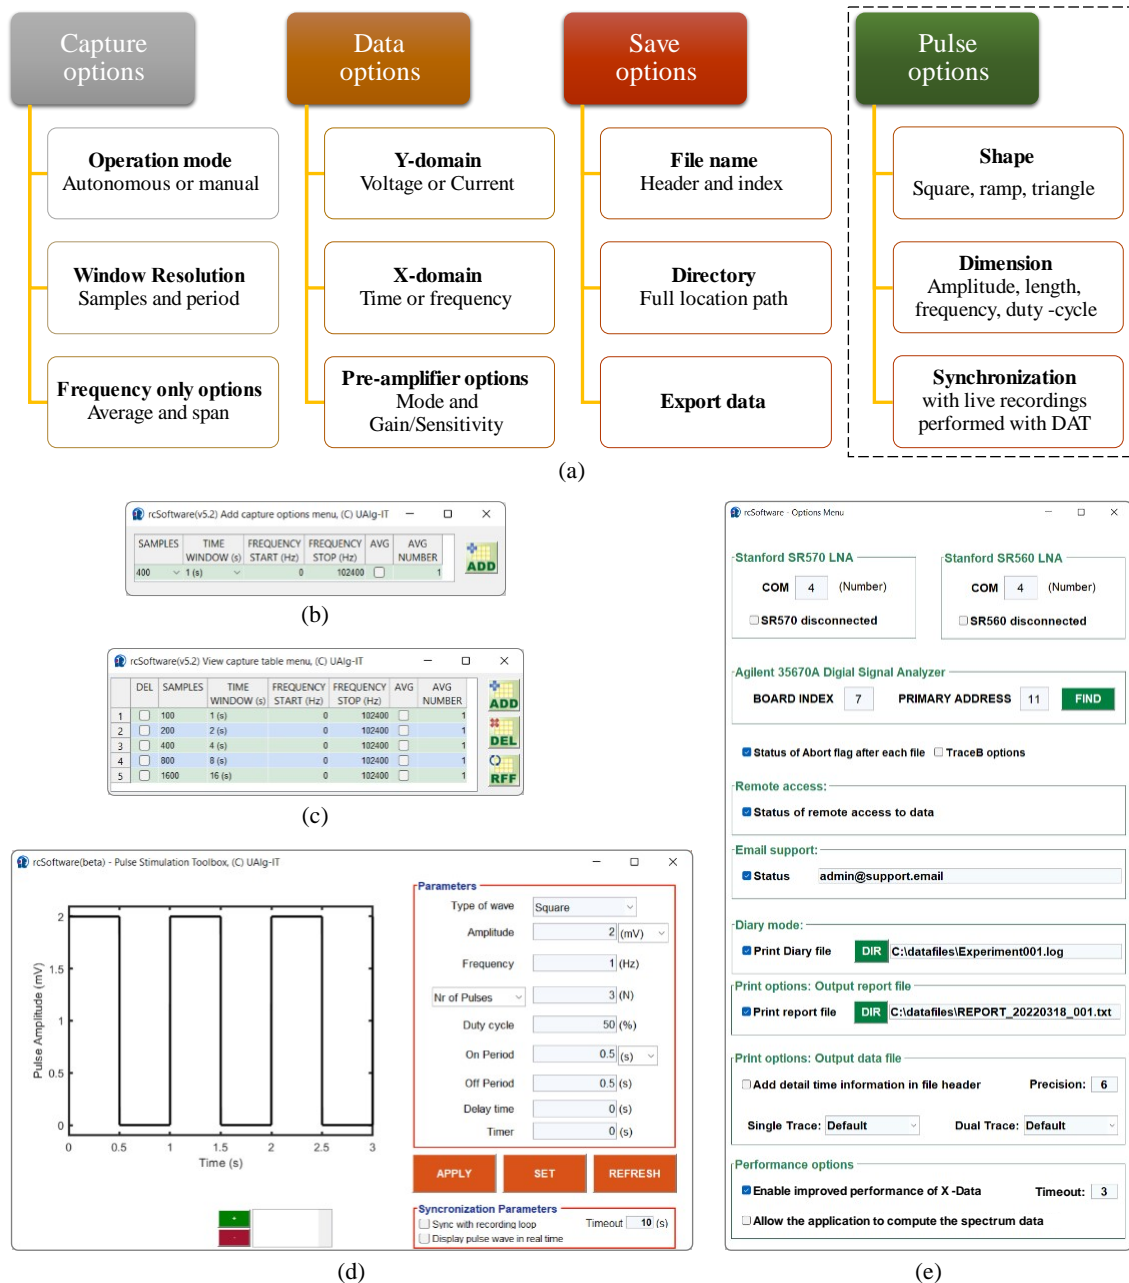 Capture
options
Data
options
Save
options
Pulse
options
Operation mode
Autonomous or manual
Y-domain
Voltage or Current
File name
Header and index
Shape
Square, ramp, triangle
Window Resolution
Samples and period
X-domain
Time or frequency
Directory
Full location path
Dimension
Amplitude, length,
frequency, duty -cycle
Frequency only options
Average and span
Pre-amplifier options
Mode and
Gain/Sensitivity
Export data
Synchronization
with live recordings
performed with DAT
(a)
rcSoftware(v5.2) Add capture options menu, (C) UAlg-IT
SAMPLES TIME WINDOW (s) FREQUENCY START (Hz) FREQUENCY STOP (Hz) AVG AVG NUMBER
400 1 (s) 0 102400 1
ADD
(b)
rcSoftware(v5.2) View capture table menu, (C) UAlg-IT
DEL SAMPLES TIME WINDOW (s) FREQUENCY START (Hz) FREQUENCY STOP (Hz) AVG AVG NUMBER
1 100 1 (s) 0 102400 1
2 200 2 (s) 0 102400 1
3 400 4 (s) 0 102400 1
4 800 8 (s) 0 102400 1
5 1600 16 (s) 0 102400 1
ADD
DEL
RFF
(c)
rcSoftware(beta) - Pulse Stimulation Toolbox, (C) UAlg-IT
Pulse Amplitude (mV)
2
1.5
1
0.5
0
0 0.5 1 1.5 2 2.5 3
Time (s)
+
-
Parameters
Type of wave Square
Amplitude 2 (mV)
Frequency 1 (Hz)
Nr of Pulses 3 (N)
Duty cycle 50 (%)
On Period 0.5 (s)
Off Period 0.5 (s)
Delay time 0 (s)
Timer 0 (s)
APPLY SET REFRESH
Syncronization Parameters
Sync with recording loop Timeout 10 (s)
Display pulse wave in real time
(d)
rcSoftware - Options Menu
Stanford SR570 LNA
COM 4 (Number)
SR570 disconnected
Stanford SR560 LNA
COM 4 (Number)
SR560 disconnected
Agilent 35670A Digial Signal Analyzer
BOARD INDEX 7 PRIMARY ADDRESS 11 FIND
Status of Abort flag after each file TraceB options
Remote access:
Status of remote access to data
Email support:
Status admin@support.email
Diary mode:
Print Diary file DIR C:\datafiles\Experiment001.log
Print options: Output report file
Print report file DIR C:\datafiles\REPORT_20220318_001.txt
Print options: Output data file
Add detail time information in file header Precision: 6
Single Trace: Default Dual Trace: Default
Performance options
Enable improved performance of X -Data Timeout: 3
Allow the application to compute the spectrum data
(e)